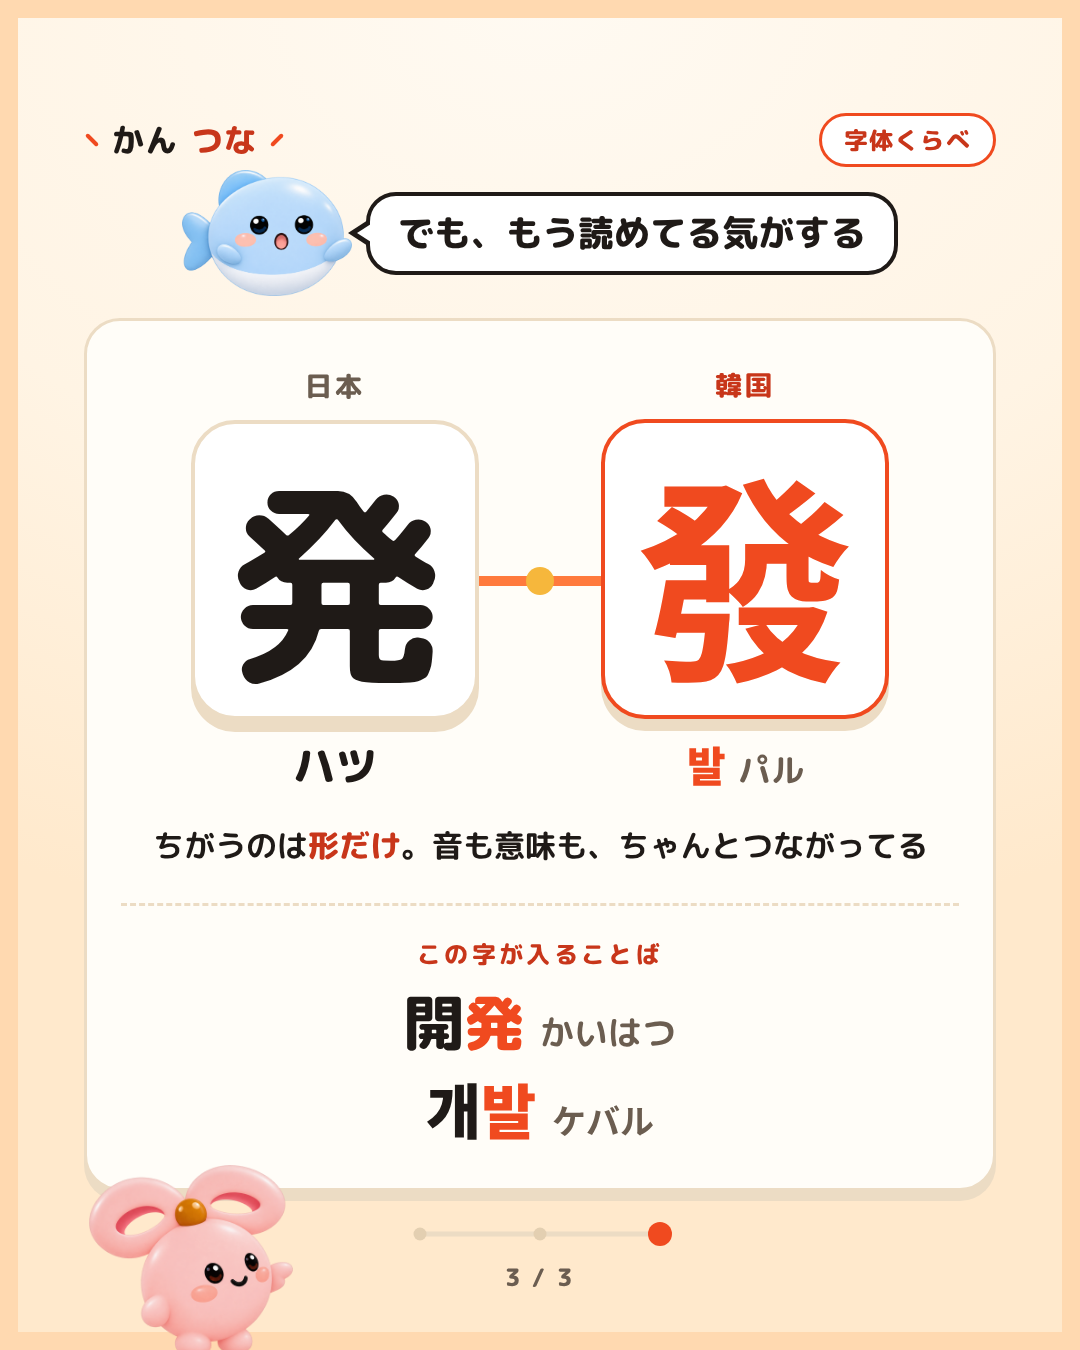 かんつな
字体くらべ
でも、もう読めてる気がする
日本
韓国
発
發
ハツ
발 パル
ちがうのは形だけ。音も意味も、ちゃんとつながってる
この字が入ることば
開発 かいはつ
개발 ケバル
3 / 3